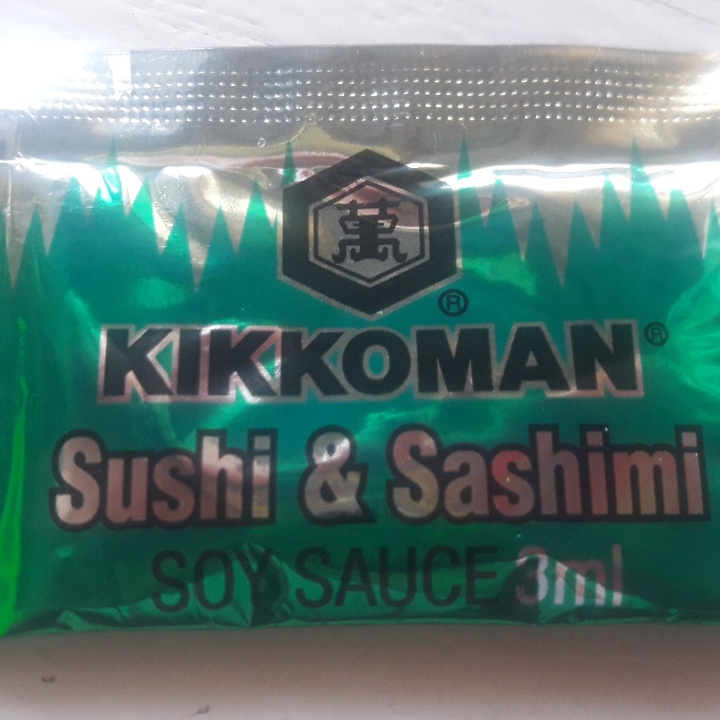 萬
®
KIKKOMAN®
Sushi & Sashimi
SOY SAUCE 3ml